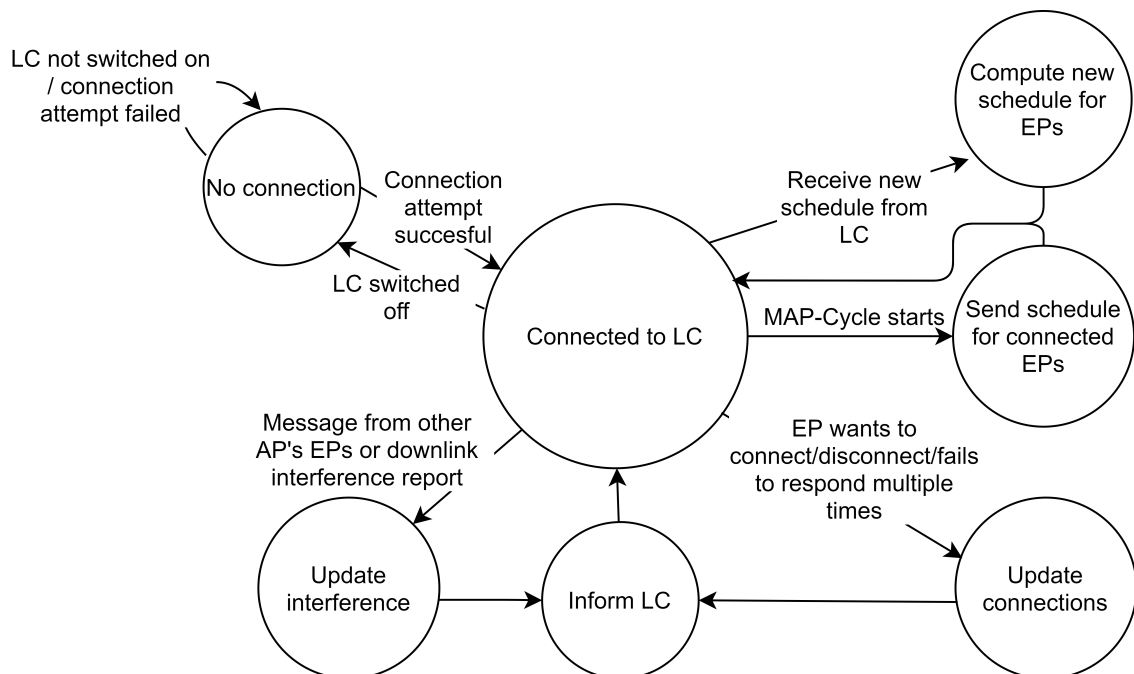 LC not switched on
/ connection
attempt failed
No connection
Connection
attempt
succesful
LC switched
off
Connected to LC
Receive new
schedule from
LC
Compute new
schedule for
EPs
MAP-Cycle starts
Send schedule
for connected
EPs
Message from other
AP's EPs or downlink
interference report
EP wants to
connect/disconnect/fails
to respond multiple
times
Update
interference
Inform LC
Update
connections